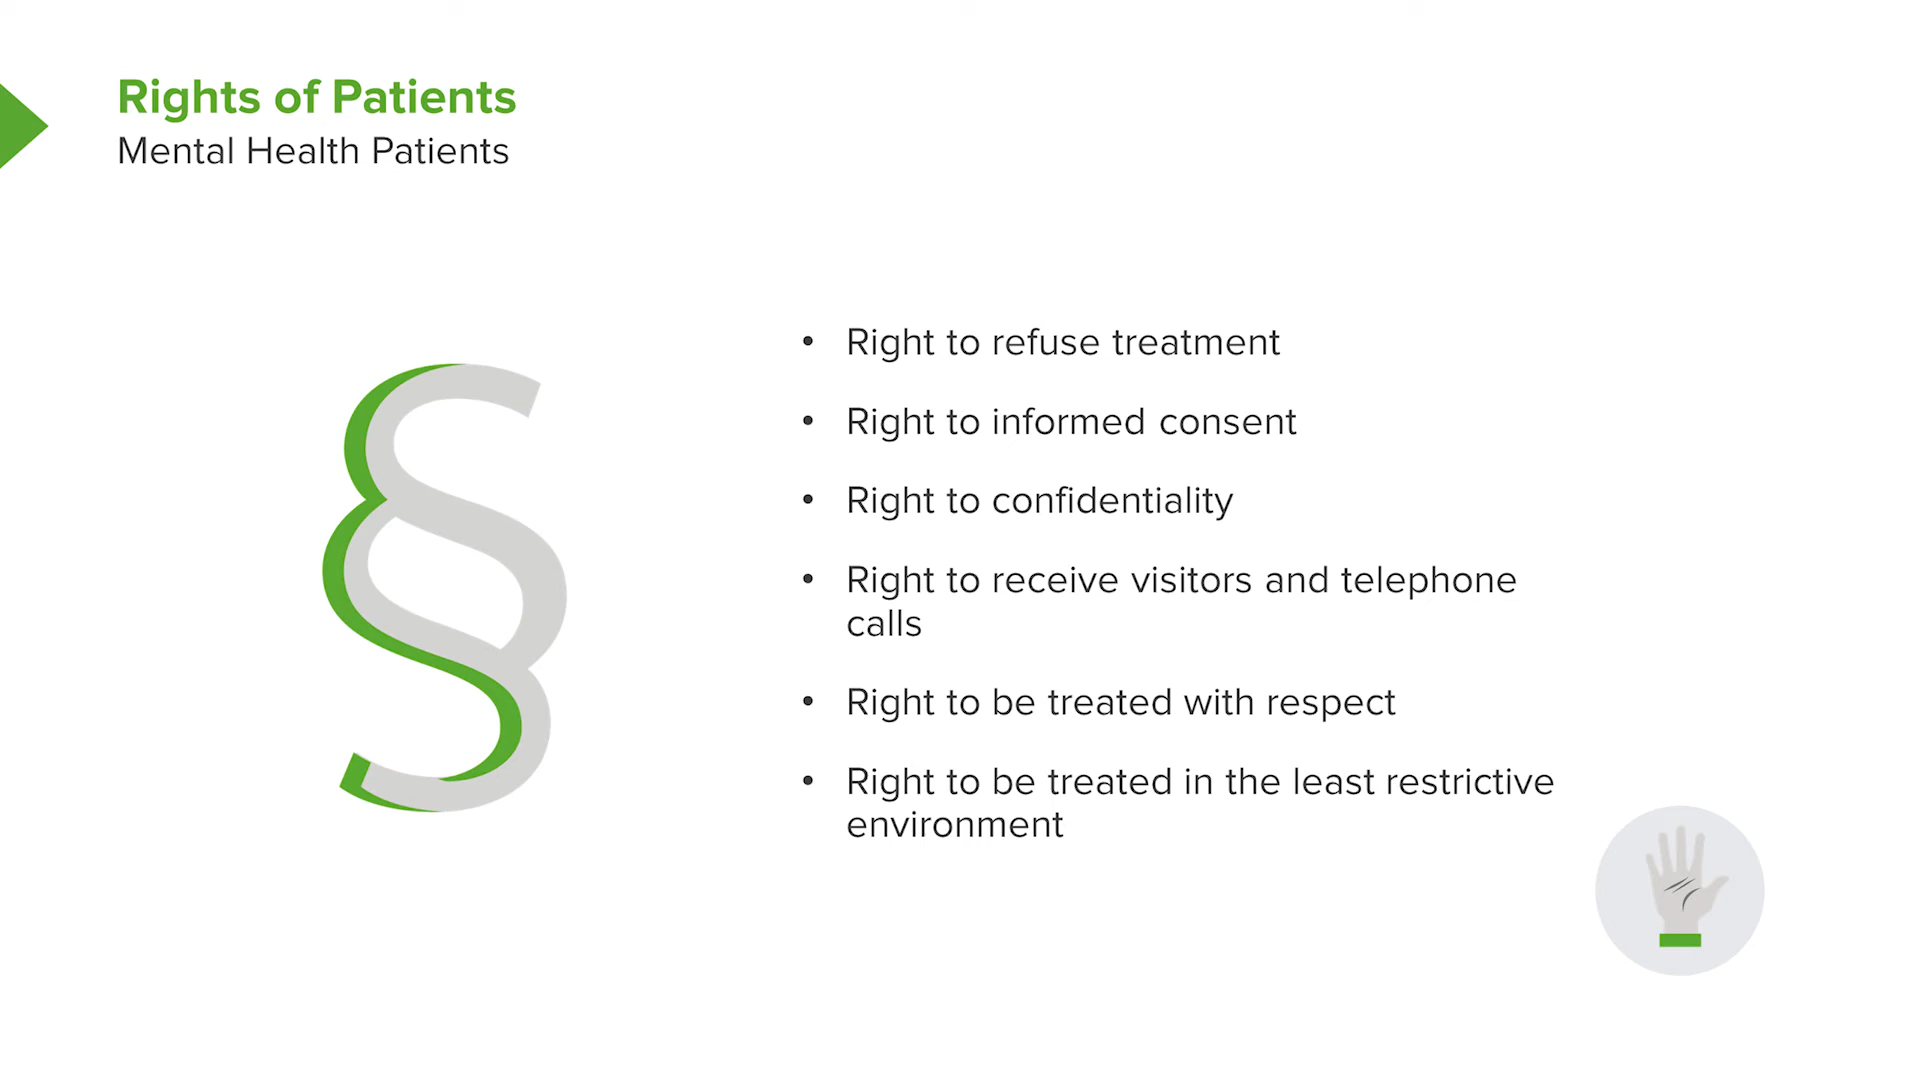 Rights of Patients
Mental Health Patients
§
• Right to refuse treatment
• Right to informed consent
• Right to confidentiality
• Right to receive visitors and telephone
calls
• Right to be treated with respect
• Right to be treated in the least restrictive
environment